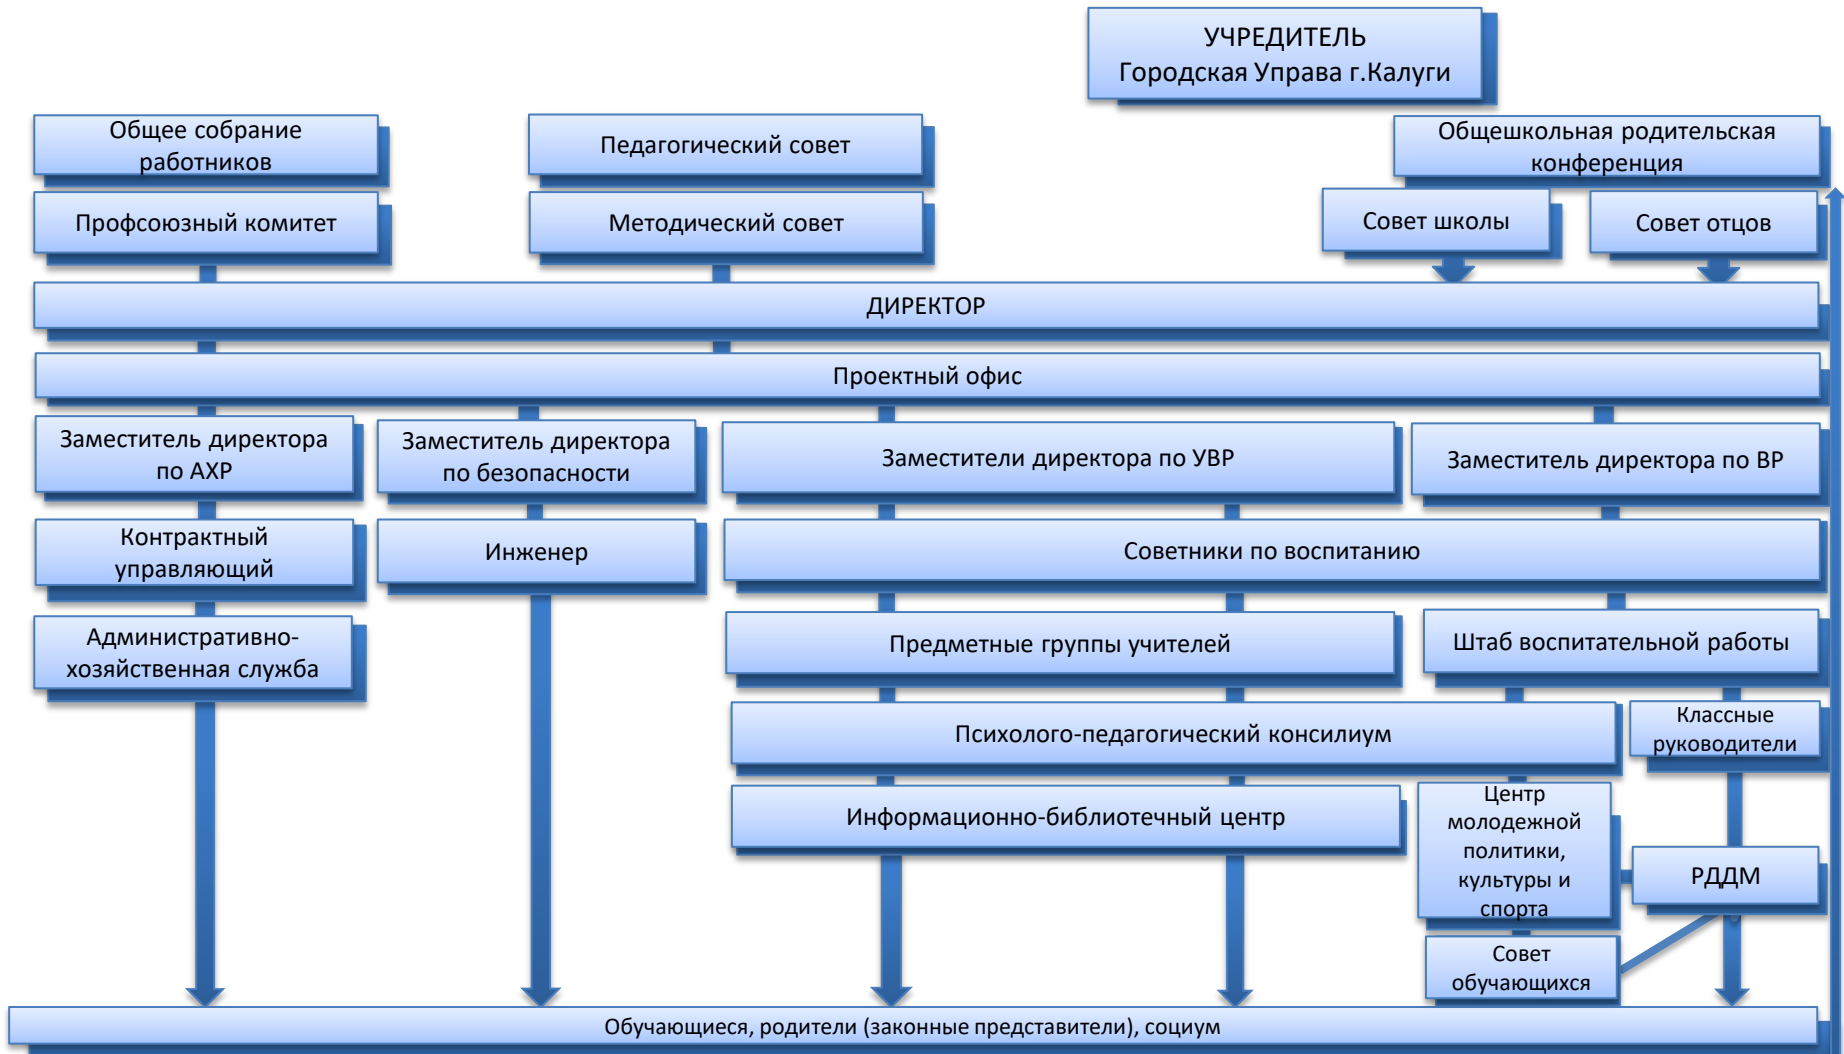 УЧРЕДИТЕЛЬ
Городская Управа г.Калуги
Общее собрание
работников
Педагогический совет
Общешкольная родительская
конференция
Профсоюзный комитет
Методический совет
Совет школы
Совет отцов
ДИРЕКТОР
Проектный офис
Заместитель директора
по АХР
Заместитель директора
по безопасности
Заместители директора по УВР
Заместитель директора по ВР
Контрактный
управляющий
Инженер
Советники по воспитанию
Административно-
хозяйственная служба
Предметные группы учителей
Штаб воспитательной работы
Психолого-педагогический консилиум
Классные
руководители
Информационно-библиотечный центр
Центр
молодежной
политики,
культуры и
спорта
РДДМ
Совет
обучающихся
Обучающиеся, родители (законные представители), социум